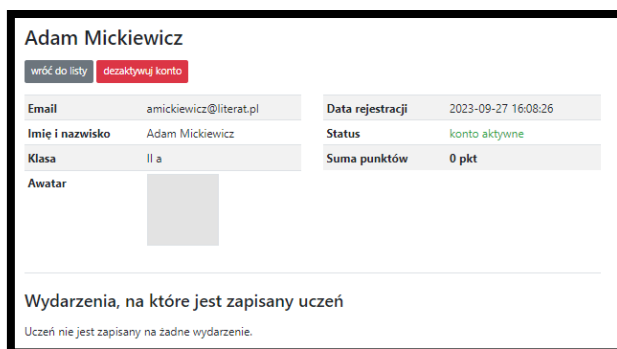 Adam Mickiewicz
wróć do listy dezaktywuj konto
Email amickiewicz@literat.pl Data rejestracji 2023-09-27 16:08:26
Imię i nazwisko Adam Mickiewicz Status konto aktywne
Klasa II a Suma punktów 0 pkt
Awatar
Wydarzenia, na które jest zapisany uczeń
Uczeń nie jest zapisany na żadne wydarzenie.